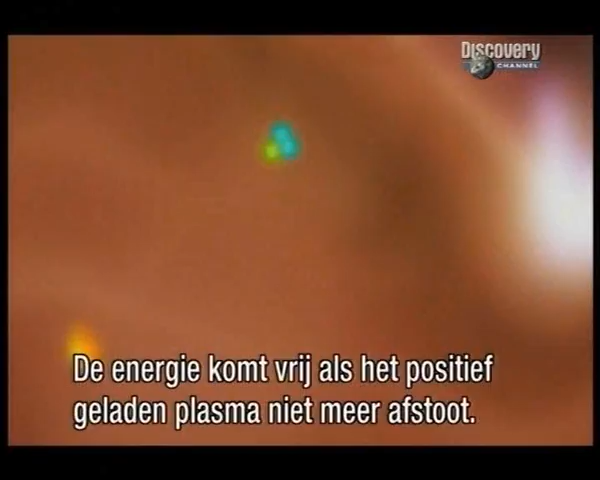 Discovery
CHANNEL
De energie komt vrij als het positief
geladen plasma niet meer afstoot.